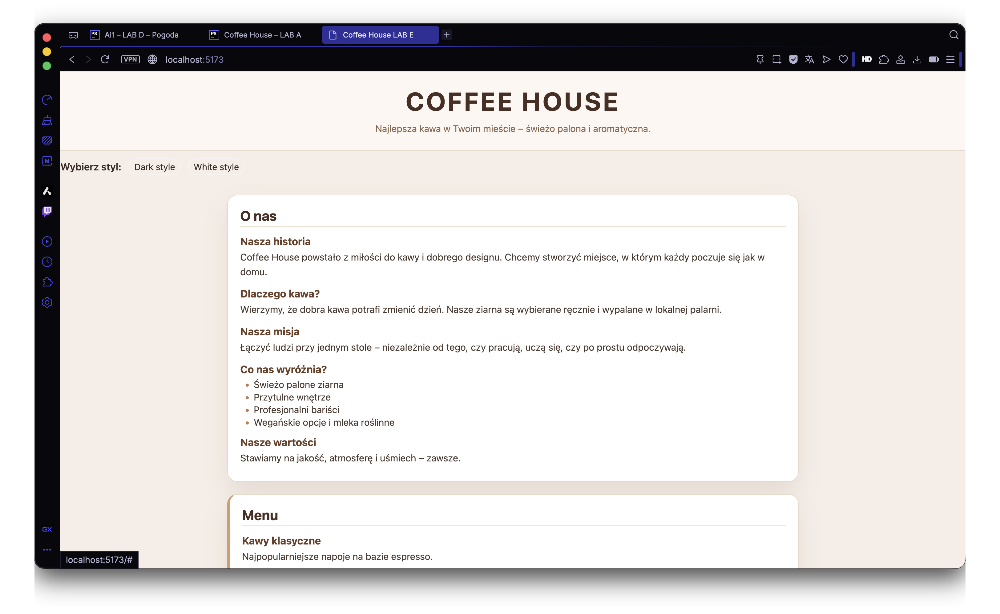 PS AI1 – LAB D – Pogoda
PS Coffee House – LAB A
Coffee House LAB E
VPN localhost:5173
HD
M
COFFEE HOUSE
Najlepsza kawa w Twoim mieście – świeżo palona i aromatyczna.
Wybierz styl: Dark style White style
O nas
Nasza historia
Coffee House powstało z miłości do kawy i dobrego designu. Chcemy stworzyć miejsce, w którym każdy poczuje się jak w
domu.
Dlaczego kawa?
Wierzymy, że dobra kawa potrafi zmienić dzień. Nasze ziarna są wybierane ręcznie i wypalane w lokalnej palarni.
Nasza misja
Łączyć ludzi przy jednym stole – niezależnie od tego, czy pracują, uczą się, czy po prostu odpoczywają.
Co nas wyróżnia?
Świeżo palone ziarna
Przytulne wnętrze
Profesjonalni bariści
Wegańskie opcje i mleka roślinne
Nasze wartości
Stawiamy na jakość, atmosferę i uśmiech – zawsze.
Menu
Kawy klasyczne
Najpopularniejsze napoje na bazie espresso.
GX
localhost:5173/#